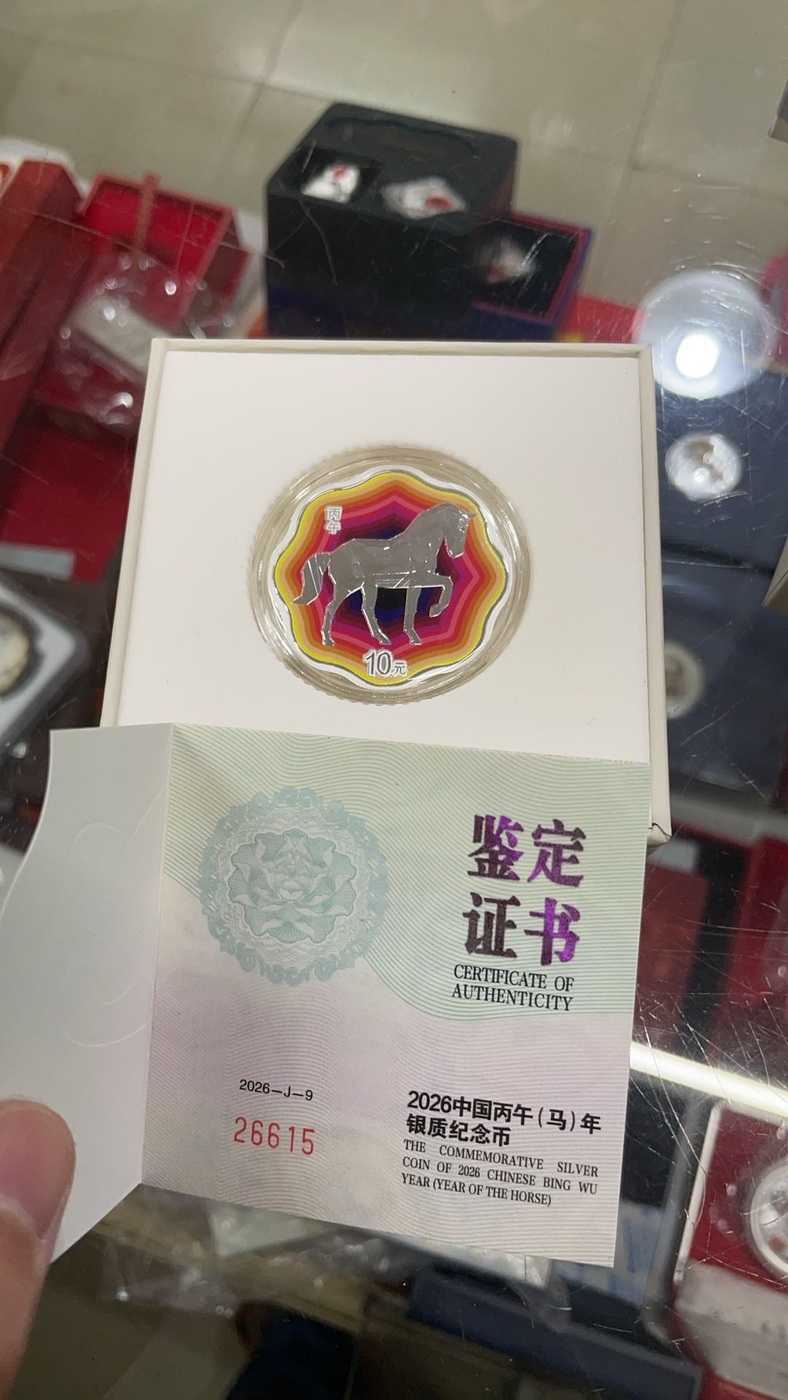 丙
午
10元
鉴定
证书
CERTIFICATE OF
AUTHENTICITY
2026-J-9
26615
2026中国丙午(马)年
银质纪念币
THE COMMEMORATIVE SILVER
COIN OF 2026 CHINESE BING WU
YEAR (YEAR OF THE HORSE)